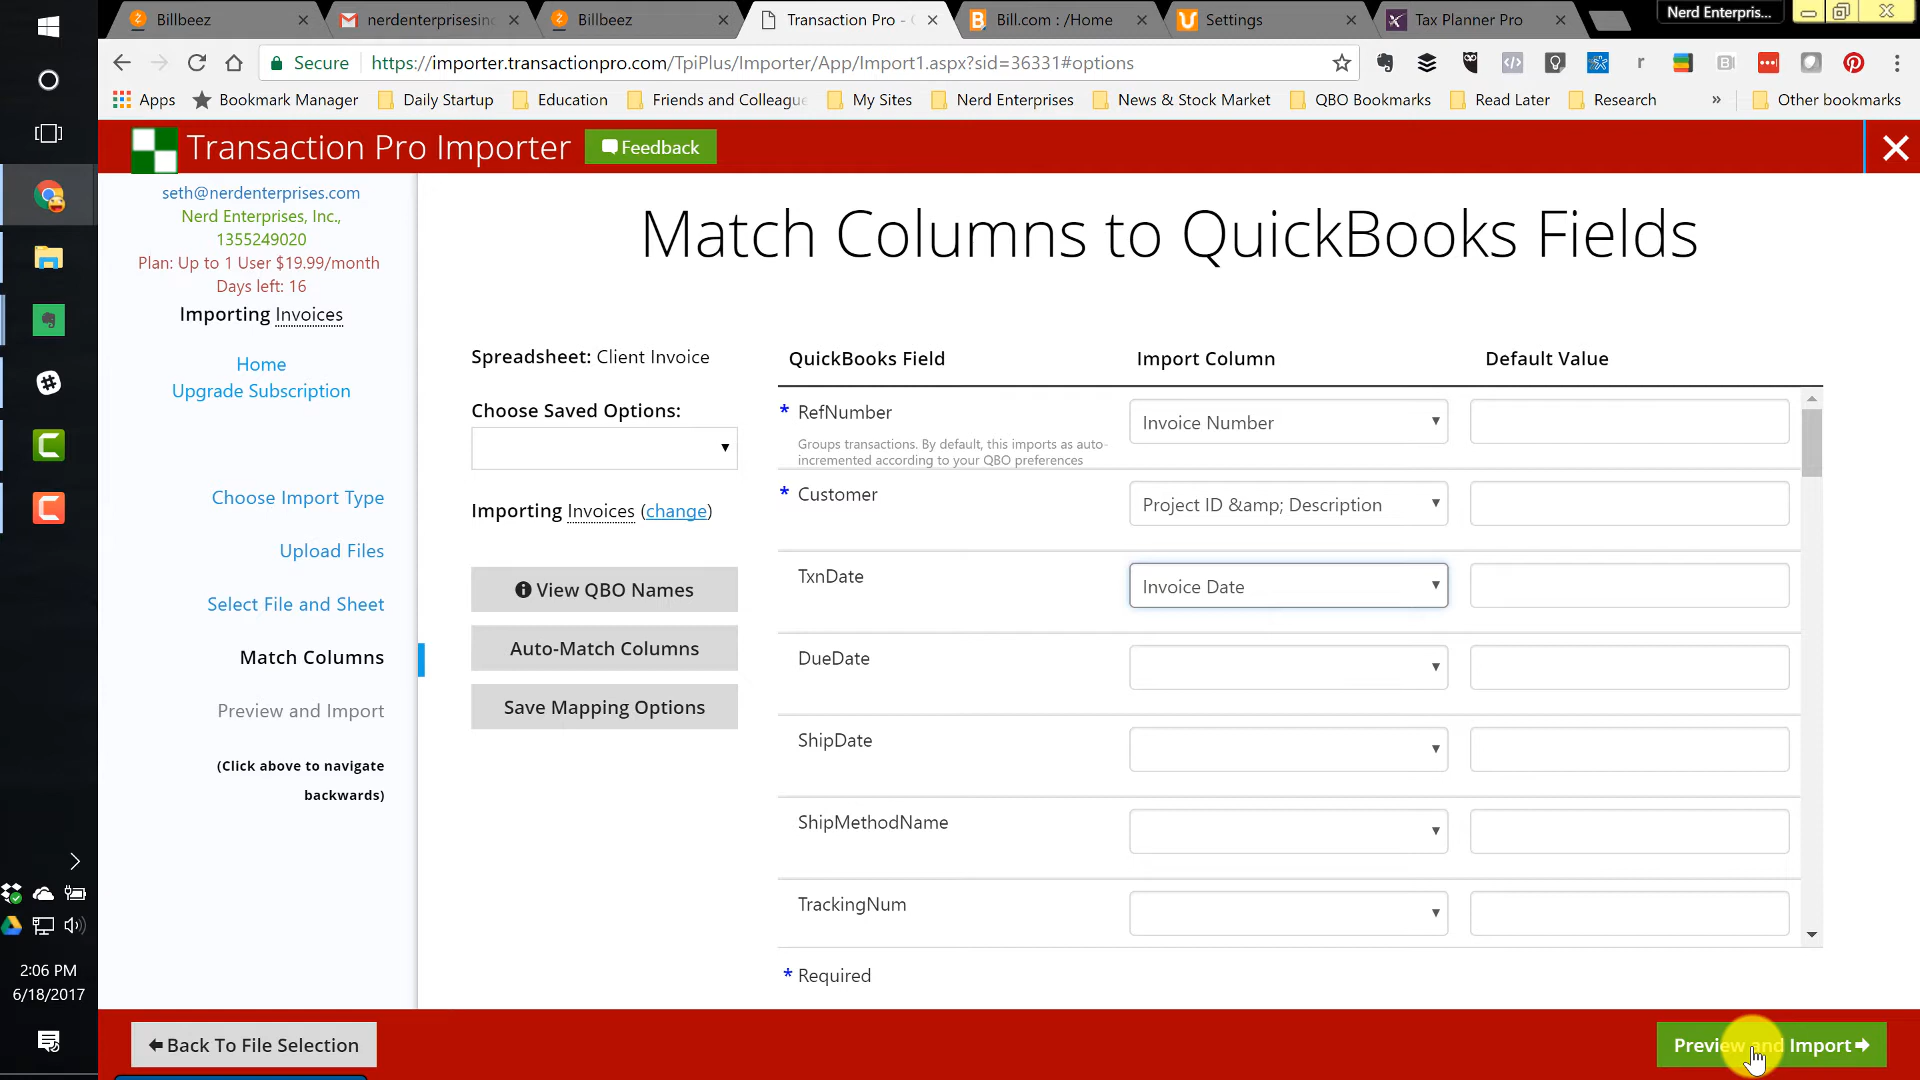 Billbeez
nerdenterprisesinc
Billbeez
Transaction Pro -
Bill.com : /Home
Settings
Tax Planner Pro
Nerd Enterpris...
Secure
https://importer.transactionpro.com/TpiPlus/Importer/App/Import1.aspx?sid=36331#options
Apps
Bookmark Manager
Daily Startup
Education
Friends and Colleagu
My Sites
Nerd Enterprises
News & Stock Market
QBO Bookmarks
Read Later
Research
»
Other bookmarks
Transaction Pro Importer
Feedback
seth@nerdenterprises.com
Nerd Enterprises, Inc.,
1355249020
Plan: Up to 1 User $19.99/month
Days left: 16
Importing Invoices
Home
Upgrade Subscription
Choose Import Type
Upload Files
Select File and Sheet
Match Columns
Preview and Import
(Click above to navigate
backwards)
Match Columns to QuickBooks Fields
Spreadsheet: Client Invoice
Choose Saved Options:
Importing Invoices (change)
View QBO Names
Auto-Match Columns
Save Mapping Options
QuickBooks Field
Import Column
Default Value
* RefNumber
Groups transactions. By default, this imports as auto-
incremented according to your QBO preferences
Invoice Number
* Customer
Project ID &amp; Description
TxnDate
Invoice Date
DueDate
ShipDate
ShipMethodName
TrackingNum
* Required
Back To File Selection
Preview and Import
2:06 PM
6/18/2017